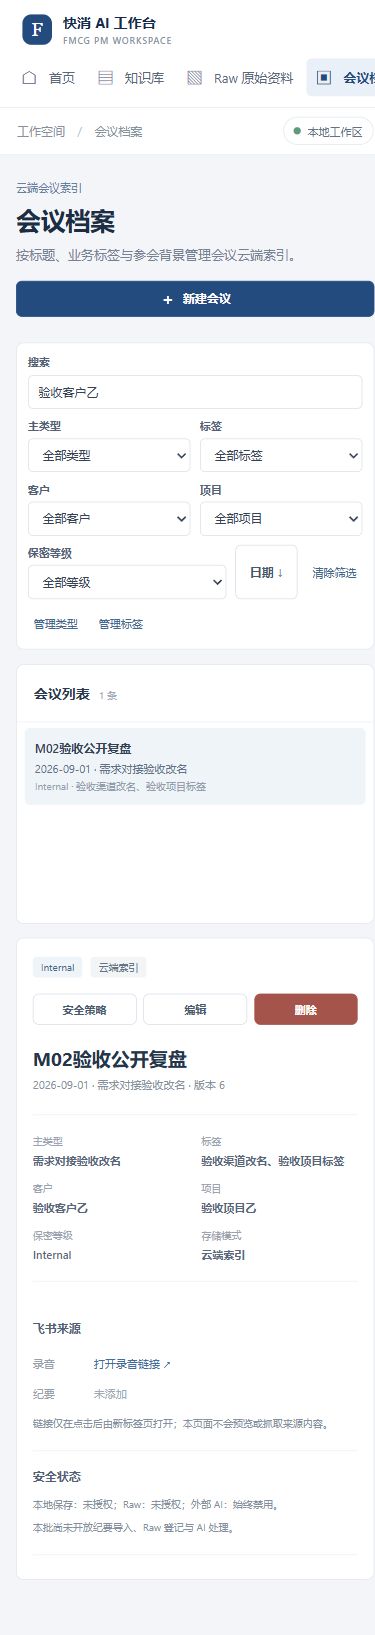 F 快消 AI 工作台
FMCG PM WORKSPACE
首页 知识库 Raw 原始资料
工作空间 / 会议档案 本地工作区
云端会议索引
会议档案
按标题、业务标签与参会背景管理会议云端索引。
+ 新建会议
搜索
验收客户乙
主类型 标签
全部类型 全部标签
客户 项目
全部客户 全部项目
保密等级
全部等级 日期 ↓ 清除筛选
管理类型 管理标签
会议列表 1 条
M02验收公开复盘
2026-09-01 · 需求对接验收改名
Internal · 验收渠道改名、验收项目标签
Internal 云端索引
安全策略 编辑 删除
M02验收公开复盘
2026-09-01 · 需求对接验收改名 · 版本 6
主类型 标签
需求对接验收改名 验收渠道改名、验收项目标签
客户 项目
验收客户乙 验收项目乙
保密等级 存储模式
Internal 云端索引
飞书来源
录音 打开录音链接 ↗
纪要 未添加
链接仅在点击后由新标签页打开；本页面不会预览或抓取来源内容。
安全状态
本地保存：未授权；Raw：未授权；外部 AI：始终禁用。
本批尚未开放纪要导入、Raw 登记与 AI 处理。